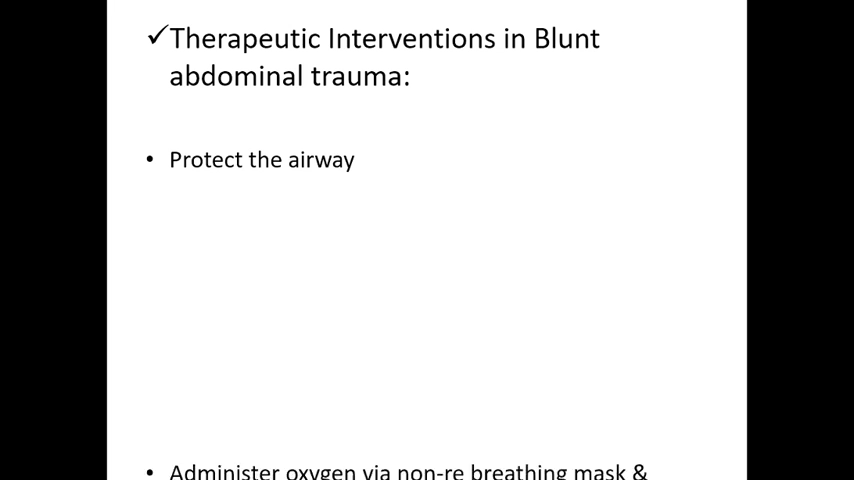 ✓Therapeutic Interventions in Blunt
abdominal trauma:
• Protect the airway
• Administer oxygen via non-re breathing mask &